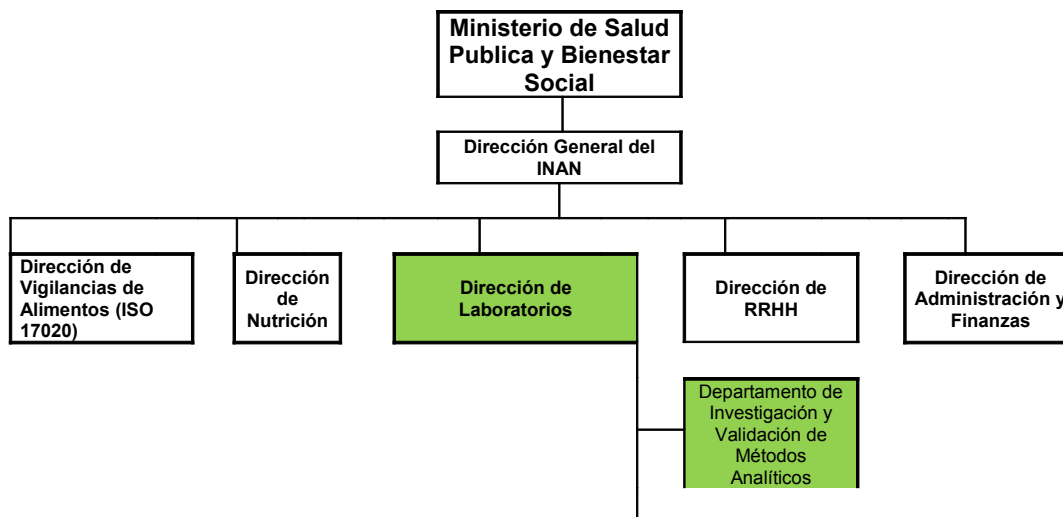 Ministerio de Salud
Publica y Bienestar
Social
Dirección General del
INAN
Dirección de
Vigilancias de
Alimentos (ISO
17020)
Dirección
de
Nutrición
Dirección de
Laboratorios
Dirección de
RRHH
Dirección de
Administración y
Finanzas
Departamento de
Investigación y
Validación de
Métodos
Analíticos